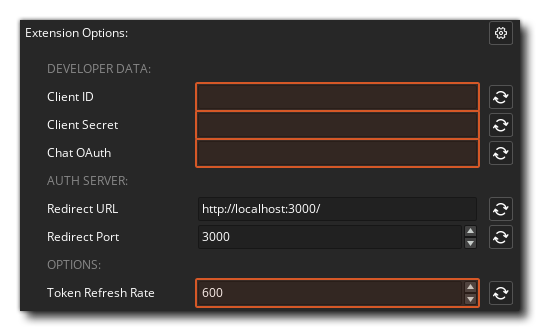 Extension Options:
DEVELOPER DATA:
Client ID
Client Secret
Chat OAuth
AUTH SERVER:
Redirect URL http://localhost:3000/
Redirect Port 3000
OPTIONS:
Token Refresh Rate 600